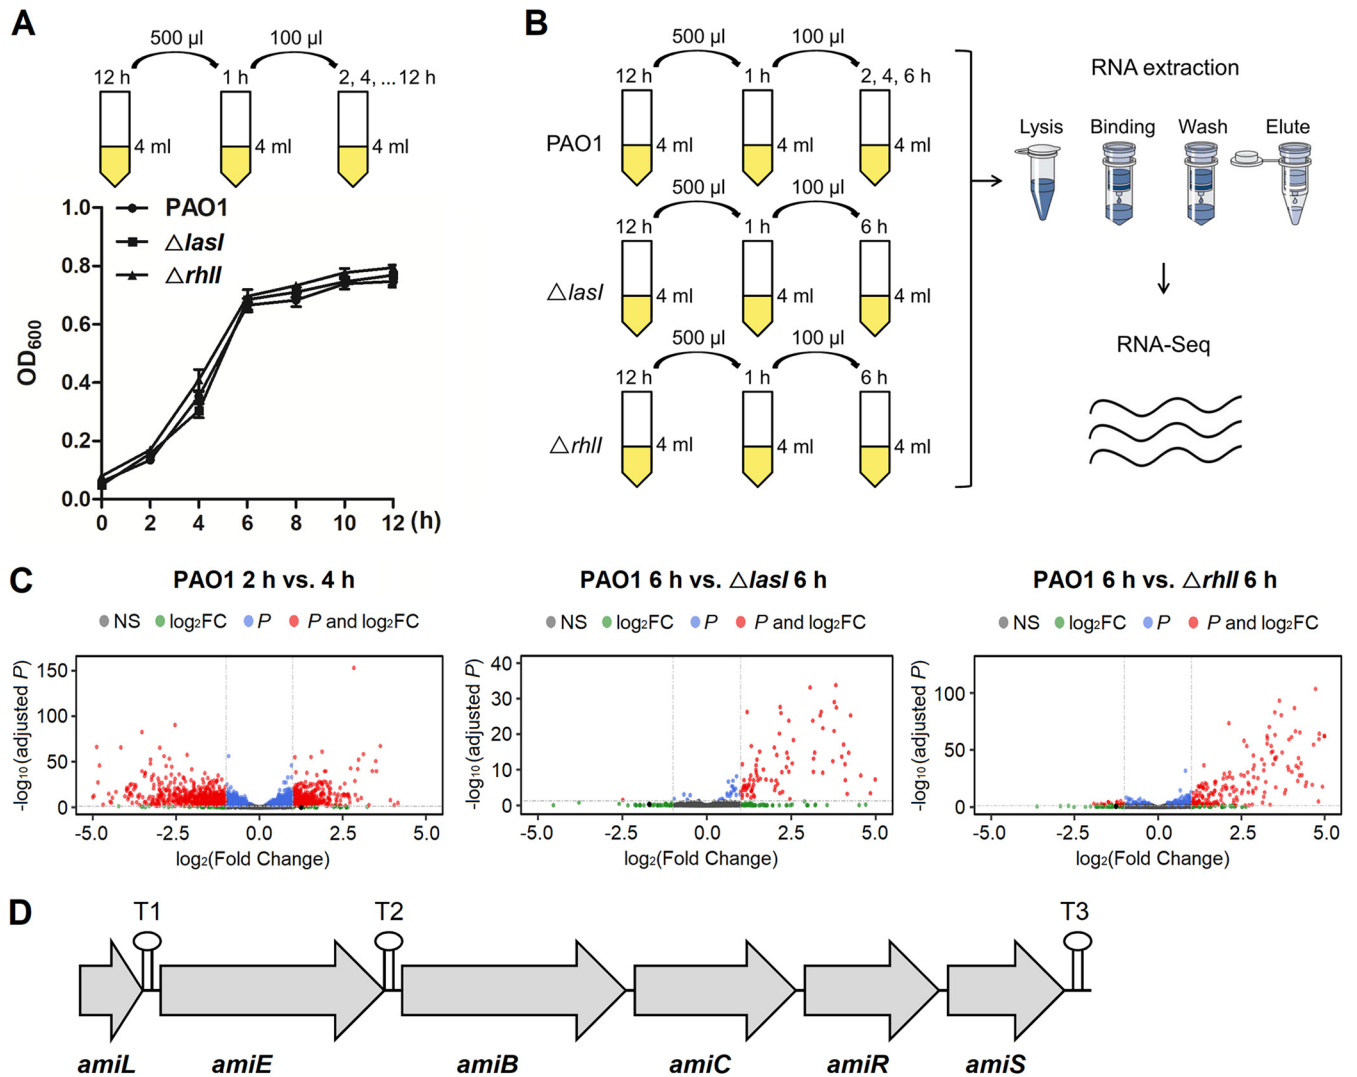 A
500 µl 100 µl
12 h 1 h 2, 4, ... 12 h
4 ml 4 ml 4 ml
1.0
0.8
0.6
0.4
0.2
0.0
OD600
PAO1
△lasI
△rhlI
0 2 4 6 8 10 12 (h)
B
500 µl 100 µl
12 h 1 h 2, 4, 6 h
PAO1
4 ml 4 ml 4 ml
500 µl 100 µl
12 h 1 h 6 h
△lasI
4 ml 4 ml 4 ml
500 µl 100 µl
12 h 1 h 6 h
△rhlI
4 ml 4 ml 4 ml
RNA extraction
Lysis Binding Wash Elute
RNA-Seq
C
PAO1 2 h vs. 4 h
NS log₂FC P P and log₂FC
-log₁₀ (adjusted P)
150
100
50
0
-5.0 -2.5 0.0 2.5 5.0
log₂(Fold Change)
PAO1 6 h vs. △lasI 6 h
NS log₂FC P P and log₂FC
-log₁₀ (adjusted P)
40
30
20
10
0
-5.0 -2.5 0.0 2.5 5.0
log₂(Fold Change)
PAO1 6 h vs. △rhlI 6 h
NS log₂FC P P and log₂FC
-log₁₀ (adjusted P)
100
50
0
-5.0 -2.5 0.0 2.5 5.0
log₂(Fold Change)
D
T1 T2 T3
amiL amiE amiB amiC amiR amiS